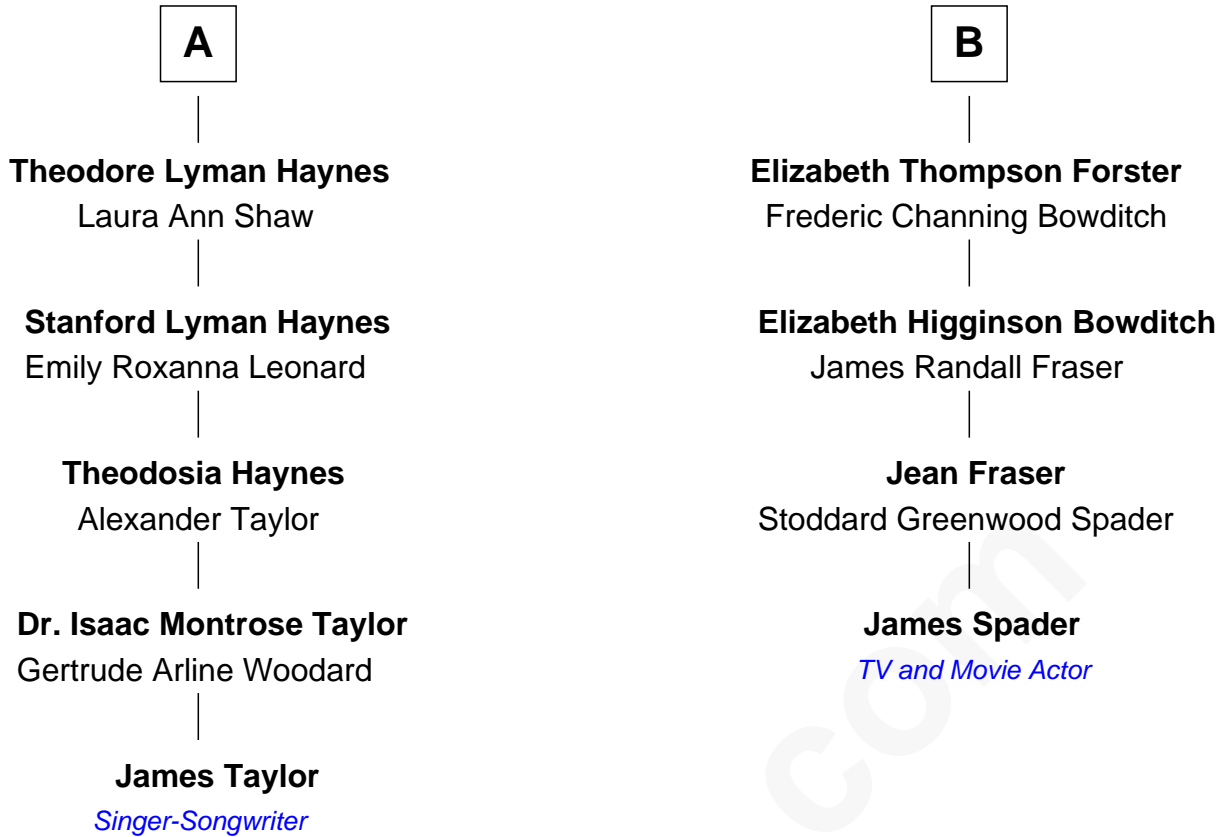 A
Theodore Lyman Haynes
Laura Ann Shaw
Stanford Lyman Haynes
Emily Roxanna Leonard
Theodosia Haynes
Alexander Taylor
Dr. Isaac Montrose Taylor
Gertrude Arline Woodard
James Taylor
Singer-Songwriter
B
Elizabeth Thompson Forster
Frederic Channing Bowditch
Elizabeth Higginson Bowditch
James Randall Fraser
Jean Fraser
Stoddard Greenwood Spader
James Spader
TV and Movie Actor
com